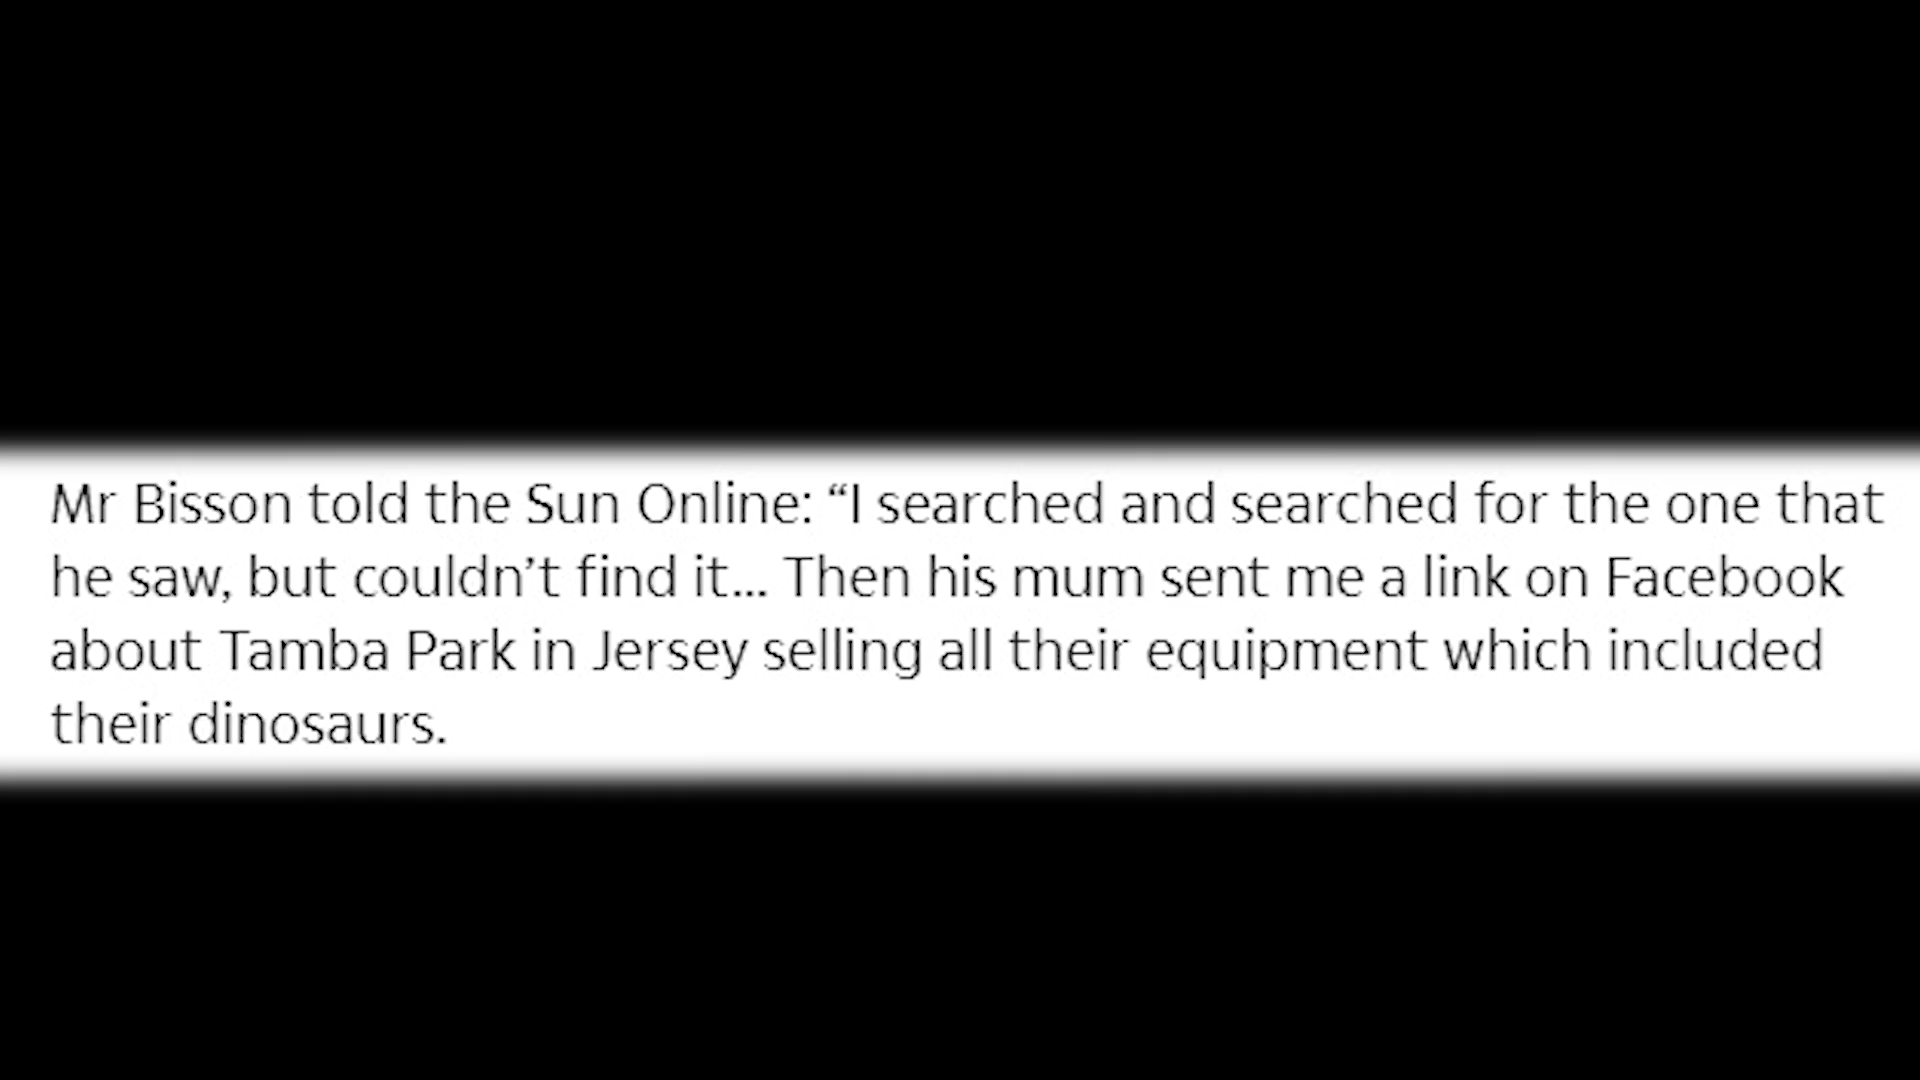 Mr Bisson told the Sun Online: “I searched and searched for the one that
he saw, but couldn’t find it... Then his mum sent me a link on Facebook
about Tamba Park in Jersey selling all their equipment which included
their dinosaurs.